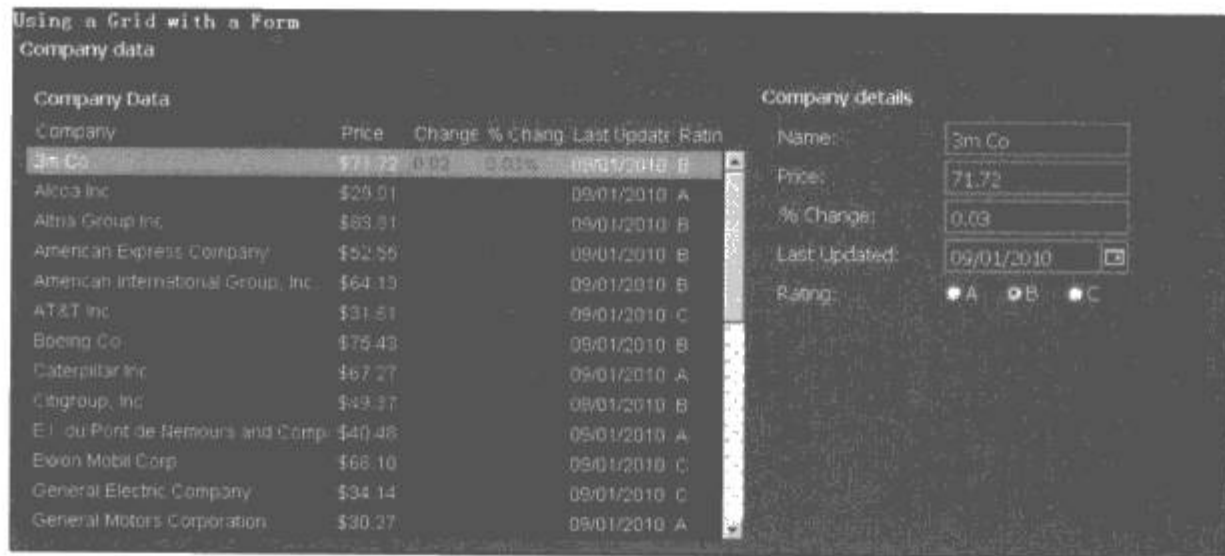 Using a Grid with a Form
Company data
Company Data
Company Price Change % Chang Last Update Ratin
3m Co $71.72 0.02 0.03% 09/01/2010 B
Alcoa Inc $29.01 09/01/2010 A
Altria Group Inc $83.81 09/01/2010 B
American Express Company $52.55 09/01/2010 B
American International Group, Inc. $64.13 09/01/2010 B
AT&T Inc. $31.61 09/01/2010 C
Boeing Co. $75.43 09/01/2010 B
Caterpillar Inc. $67.27 09/01/2010 A
Citigroup, Inc. $49.37 09/01/2010 B
E.I. du Pont de Nemours and Comp $40.48 09/01/2010 A
Exxon Mobil Corp $68.10 09/01/2010 C
General Electric Company $34.14 09/01/2010 C
General Motors Corporation $30.27 09/01/2010 A
Company details
Name: 3m Co
Price: 71.72
% Change: 0.03
Last Updated: 09/01/2010
Rating: A B C